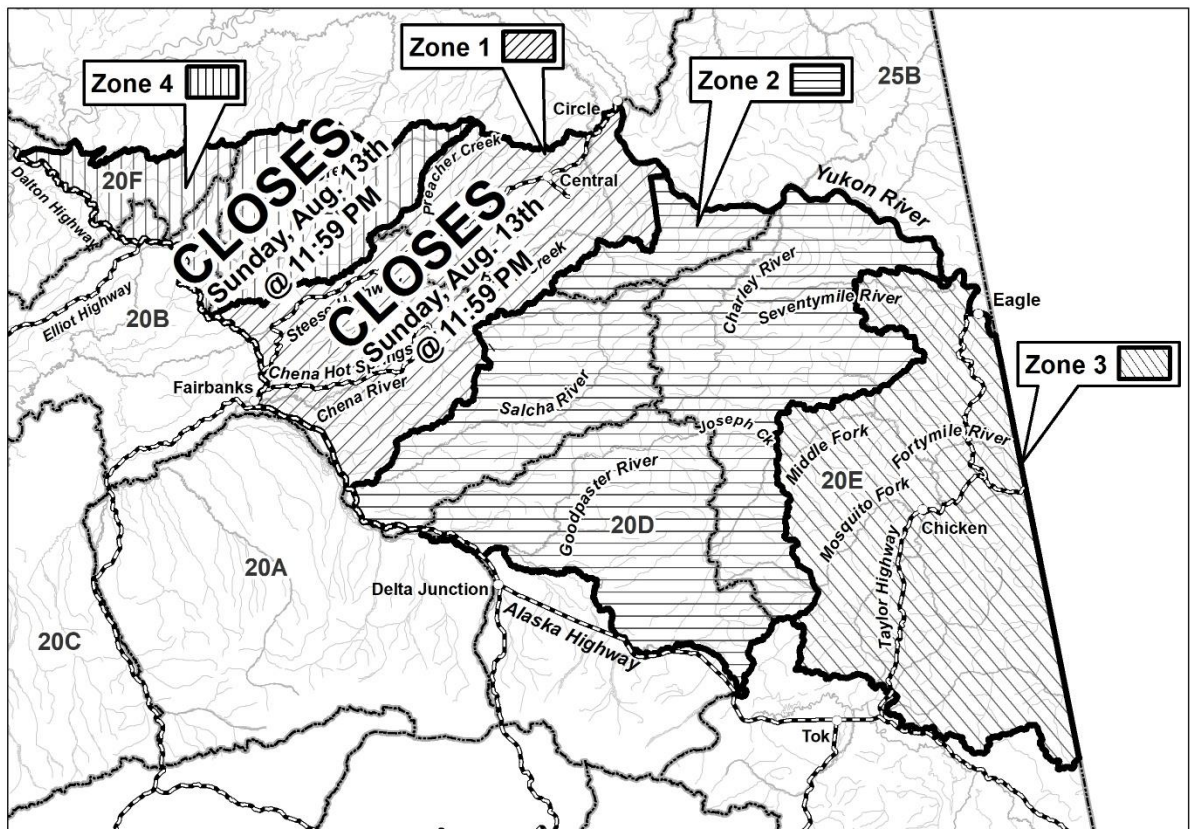 Zone 1
Zone 4
Zone 2
25B
Circle
20F
CLOSES
Sunday, Aug. 13th
@ 11:59 PM
Preacher Creek
Central
Dalton Highway
Yukon River
CLOSES
Sunday, Aug. 13th
@ 11:59 PM
Creek
Elliot Highway
20B
Charley River
Seventymile River
Eagle
Zone 3
Chena Hot Springs
Fairbanks
Chena River
Salcha River
Joseph Ck
Middle Fork
Fortymile River
20E
Goodpaster River
Mosquito Fork
20D
Chicken
20A
Delta Junction
Alaska Highway
Taylor Highway
20C
Tok